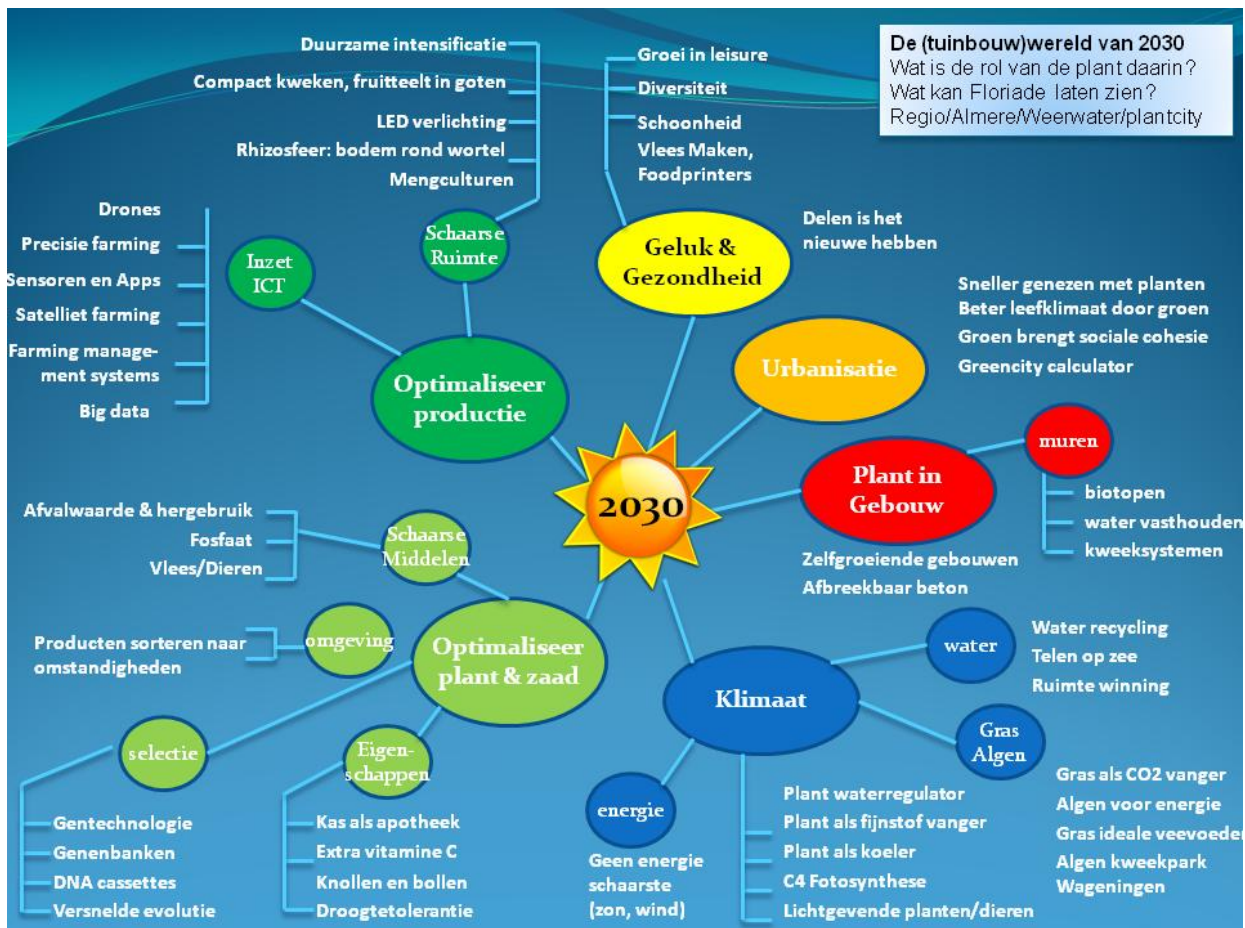 De (tuinbouw)wereld van 2030
Wat is de rol van de plant daarin?
Wat kan Floriade laten zien?
Regio/Almere/Weerwater/plantcity
Duurzame intensificatie
Compact kweken, fruitteelt in goten
LED verlichting
Rhizosfeer: bodem rond wortel
Mengculturen
Schaarse
Ruimte
Groei in leisure
Diversiteit
Schoonheid
Vlees Maken,
Foodprinters
Geluk &
Gezondheid
Delen is het
nieuwe hebben
Drones
Precisie farming
Sensoren en Apps
Satelliet farming
Farming manage-
ment systems
Big data
Inzet
ICT
Optimaliseer
productie
Urbanisatie
Sneller genezen met planten
Beter leefklimaat door groen
Groen brengt sociale cohesie
Greencity calculator
2030
Plant in
Gebouw
muren
biotopen
water vasthouden
kweeksystemen
Zelfgroeiende gebouwen
Afbreekbaar beton
Afvalwaarde & hergebruik
Fosfaat
Vlees/Dieren
Schaarse
Middelen
Producten sorteren naar
omstandigheden
omgeving
Optimaliseer
plant & zaad
selectie
Gentechnologie
Genenbanken
DNA cassettes
Versnelde evolutie
Eigen-
schappen
Kas als apotheek
Extra vitamine C
Knollen en bollen
Droogtetolerantie
Klimaat
water
Water recycling
Telen op zee
Ruimte winning
Gras
Algen
Gras als CO2 vanger
Algen voor energie
Gras ideale veevoeder
Algen kweekpark
Wageningen
energie
Geen energie
schaarste
(zon, wind)
Plant waterregulator
Plant als fijnstof vanger
Plant als koeler
C4 Fotosynthese
Lichtgevende planten/dieren